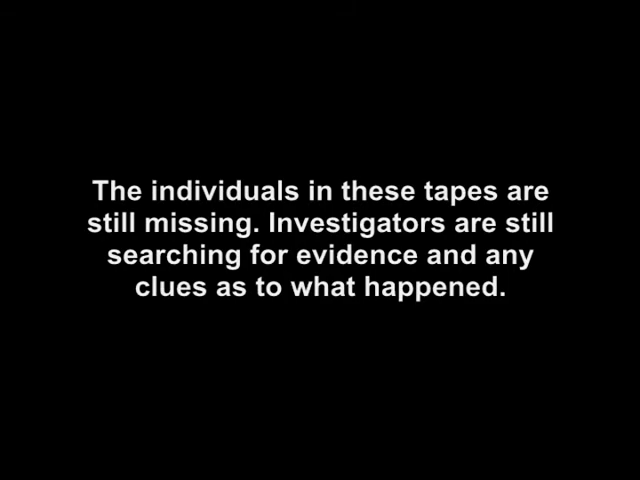 The individuals in these tapes are
still missing. Investigators are still
searching for evidence and any
clues as to what happened.